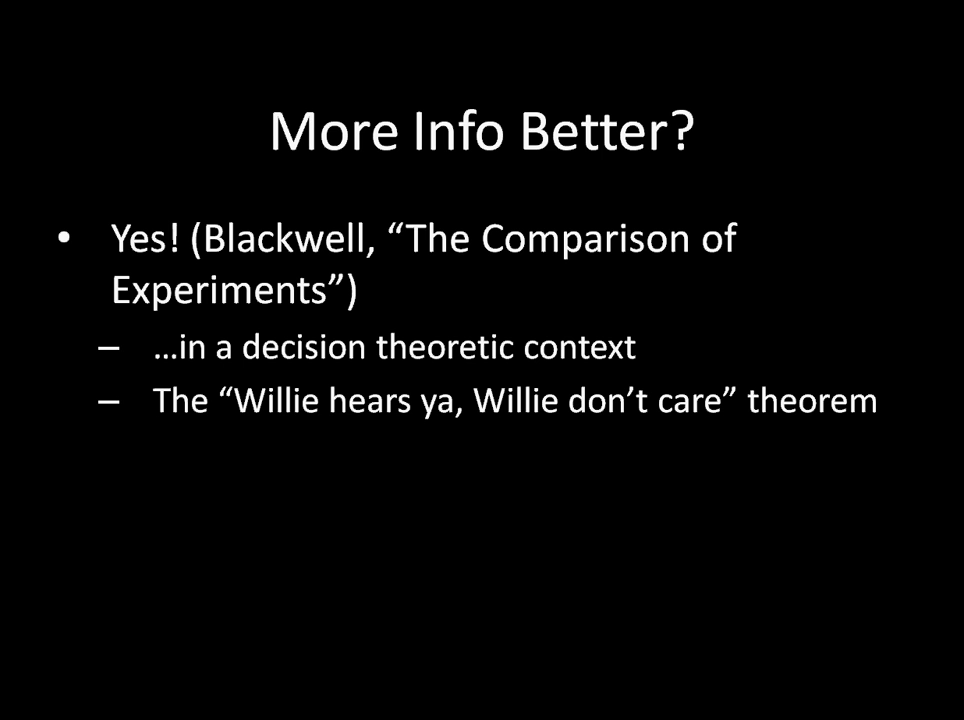 More Info Better?
• Yes! (Blackwell, “The Comparison of
Experiments”)
– …in a decision theoretic context
– The “Willie hears ya, Willie don’t care” theorem